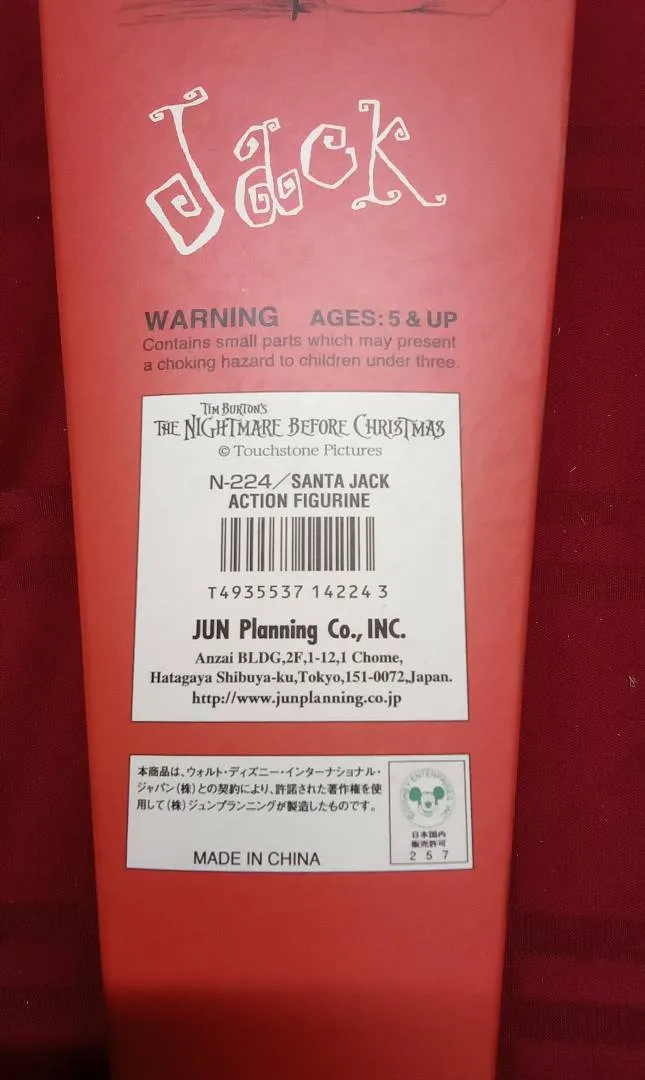 Jack
WARNING AGES: 5 & UP
Contains small parts which may present
a choking hazard to children under three.
TIM BURTON'S
THE NIGHTMARE BEFORE CHRISTMAS
© Touchstone Pictures
N-224/SANTA JACK
ACTION FIGURINE
T4935537 14224 3
JUN Planning Co., INC.
Anzai BLDG,2F,1-12,1 Chome,
Hatagaya Shibuya-ku,Tokyo,151-0072,Japan.
http://www.junplanning.co.jp
本商品は、ウォルト・ディズニー・インターナショナル・
ジャパン(株)との契約により、許諾された著作権を使
用して(株)ジュンプランニングが製造したものです。
MADE IN CHINA
©DISNEY ENTERPRISES INC.
日本国内
販売許可
2 5 7